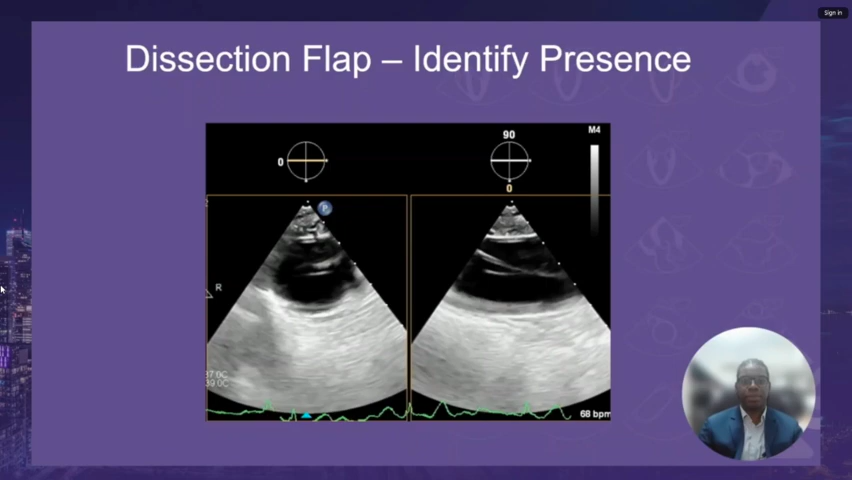 Sign in
Dissection Flap – Identify Presence
90
M4
0
0
P
R
37.0C
39.0C
68 bpm